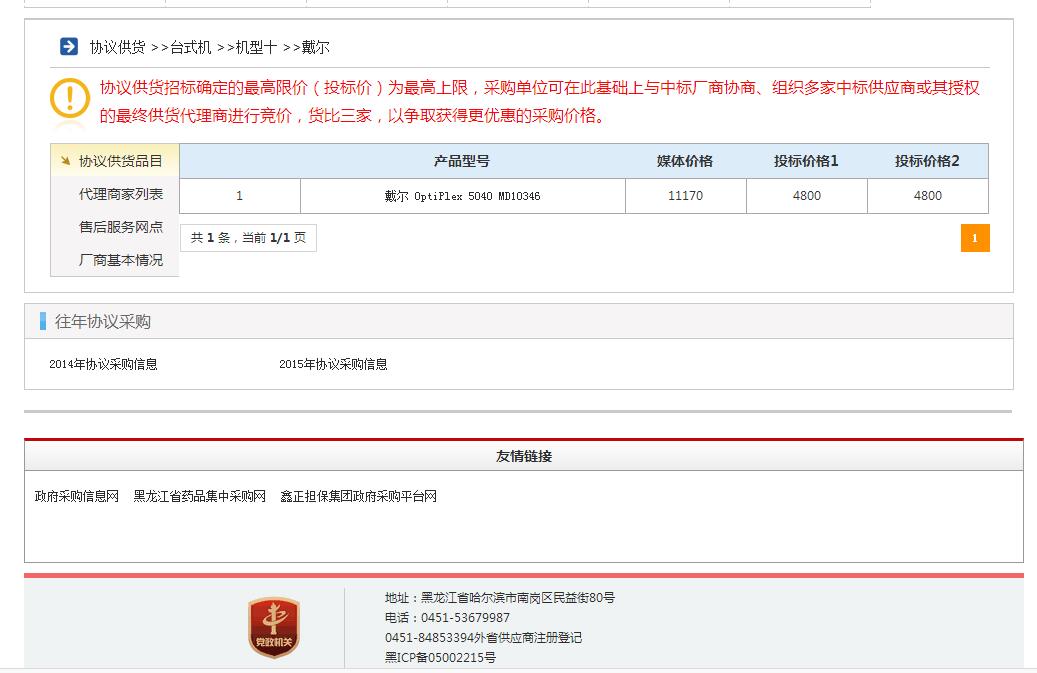 协议供货 >>台式机 >>机型十 >>戴尔
协议供货招标确定的最高限价（投标价）为最高上限，采购单位可在此基础上与中标厂商协商、组织多家中标供应商或其授权
的最终供货代理商进行竞价，货比三家，以争取获得更优惠的采购价格。
协议供货品目
代理商家列表
售后服务网点
厂商基本情况
产品型号 媒体价格 投标价格1 投标价格2
1 戴尔 OptiPlex 5040 MD10346 11170 4800 4800
共 1 条，当前 1/1 页
1
往年协议采购
2014年协议采购信息 2015年协议采购信息
友情链接
政府采购信息网 黑龙江省药品集中采购网 鑫正担保集团政府采购平台网
党政机关
地址：黑龙江省哈尔滨市南岗区民益街80号
电话：0451-53679987
0451-84853394外省供应商注册登记
黑ICP备05002215号